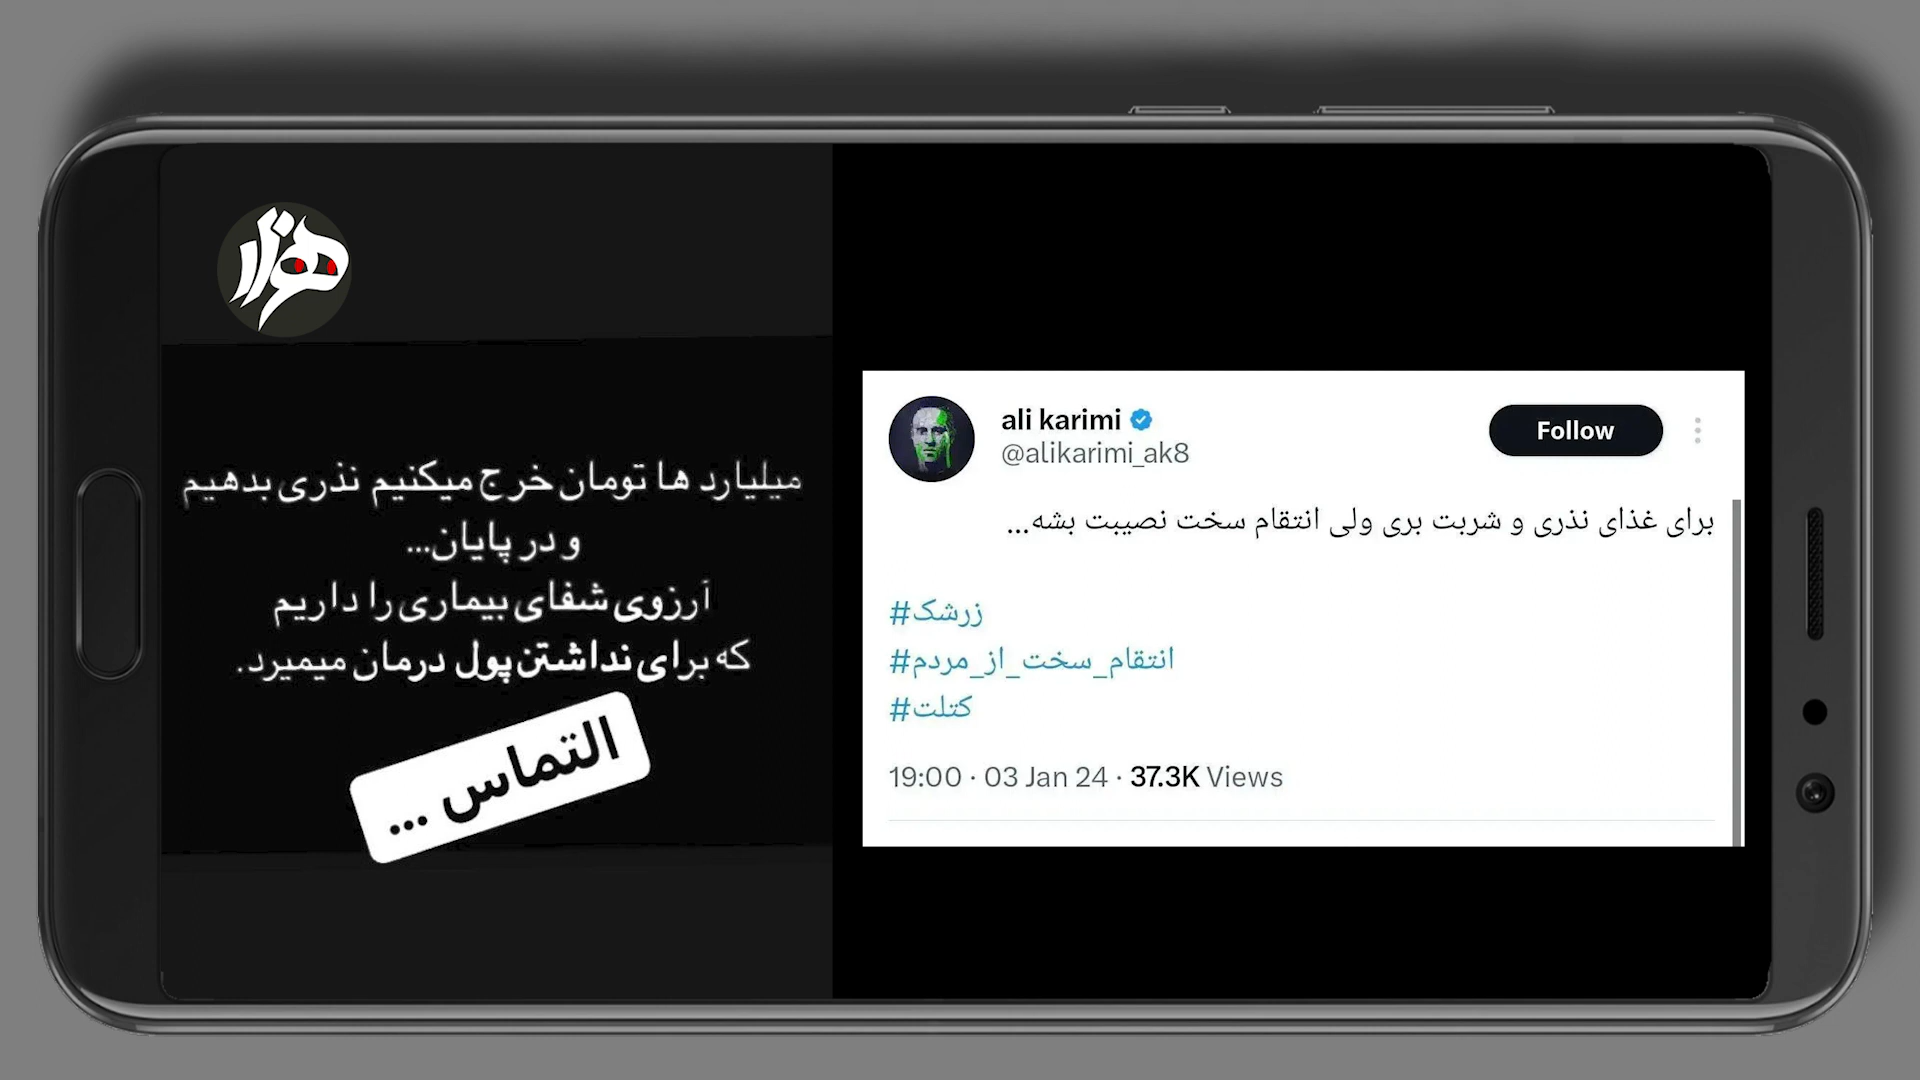 هزار
میلیارد ها تومان خرج میکنیم نذری بدهیم
و در پایان...
آرزوی شفای بیماری را داریم
که برای نداشتن پول درمان میمیرد.
التماس ...
ali karimi
@alikarimi_ak8
Follow
برای غذای نذری و شربت بری ولی انتقام سخت نصیبت بشه...
#زرشک
#انتقام_سخت_از_مردم
#کتلت
19:00 · 03 Jan 24 · 37.3K Views